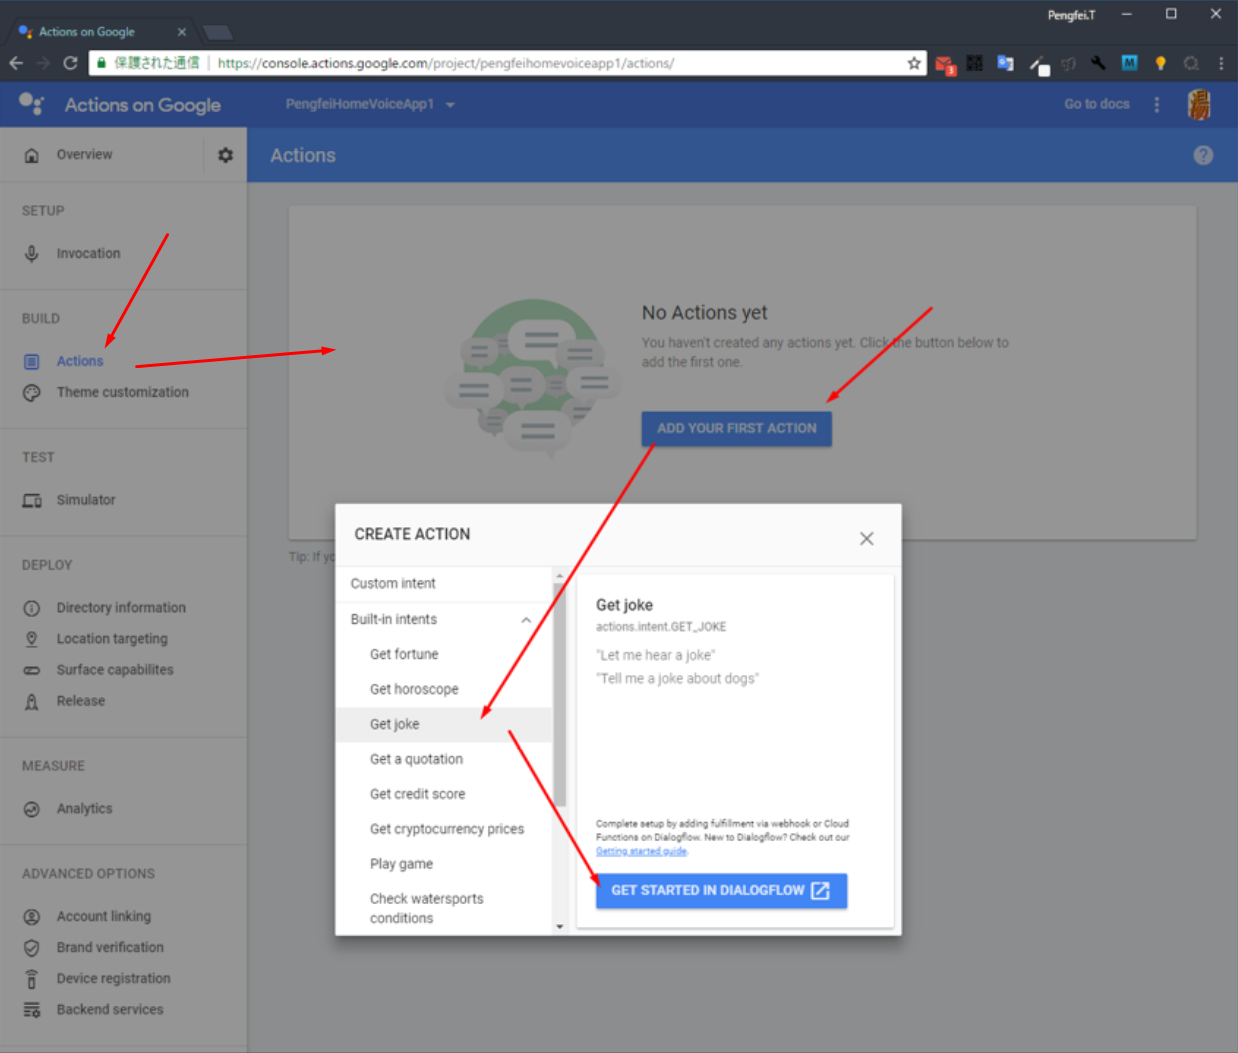 Pengfei.T
Actions on Google
保護された通信 | https://console.actions.google.com/project/pengfeihomevoiceapp1/actions/
3
M
Actions on Google
PengfeiHomeVoiceApp1
Go to docs
Overview
Actions
SETUP
Invocation
BUILD
Actions
Theme customization
TEST
Simulator
DEPLOY
Directory information
Location targeting
Surface capabilites
Release
MEASURE
Analytics
ADVANCED OPTIONS
Account linking
Brand verification
Device registration
Backend services
No Actions yet
You haven't created any actions yet. Click the button below to
add the first one.
ADD YOUR FIRST ACTION
Tip: If
CREATE ACTION
Custom intent
Built-in intents
Get fortune
Get horoscope
Get joke
Get a quotation
Get credit score
Get cryptocurrency prices
Play game
Check watersports
conditions
Get joke
actions.intent.GET_JOKE
"Let me hear a joke"
"Tell me a joke about dogs"
Complete setup by adding fulfillment via webhook or Cloud
Functions on Dialogflow. New to Dialogflow? Check out our
Getting started guide.
GET STARTED IN DIALOGFLOW